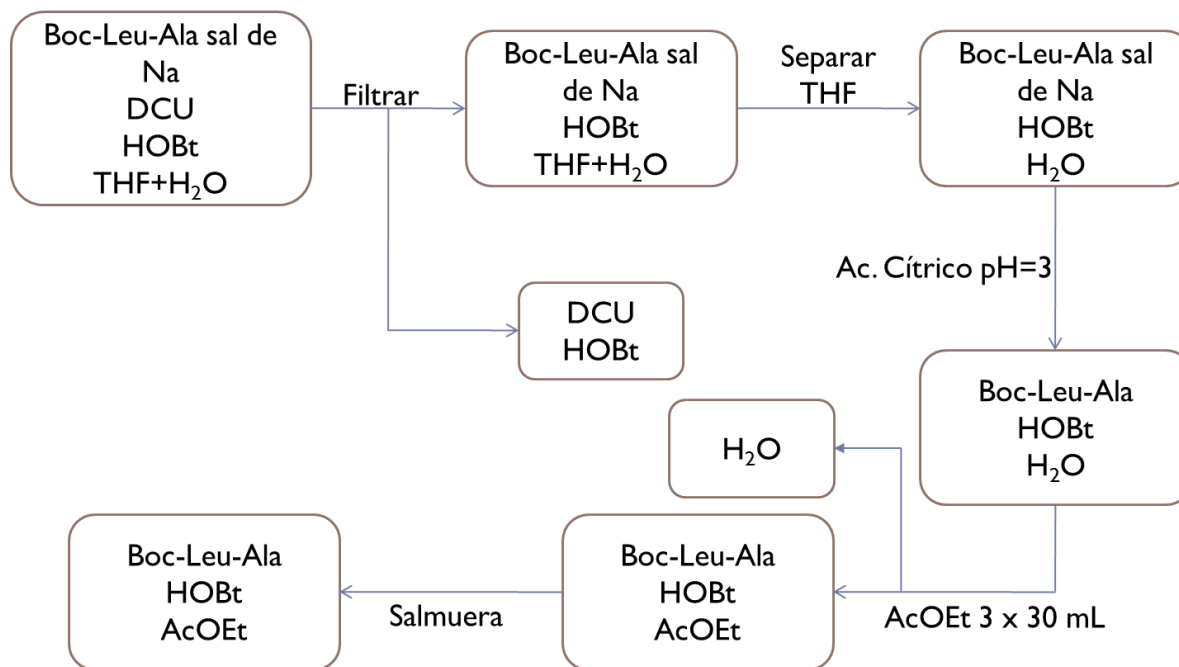 Boc-Leu-Ala sal de
Na
DCU
HOBt
THF+H₂O
Filtrar
Boc-Leu-Ala sal
de Na
HOBt
THF+H₂O
Separar
THF
Boc-Leu-Ala sal
de Na
HOBt
H₂O
DCU
HOBt
Ac. Cítrico pH=3
Boc-Leu-Ala
HOBt
H₂O
H₂O
AcOEt 3 x 30 mL
Boc-Leu-Ala
HOBt
AcOEt
Salmuera
Boc-Leu-Ala
HOBt
AcOEt